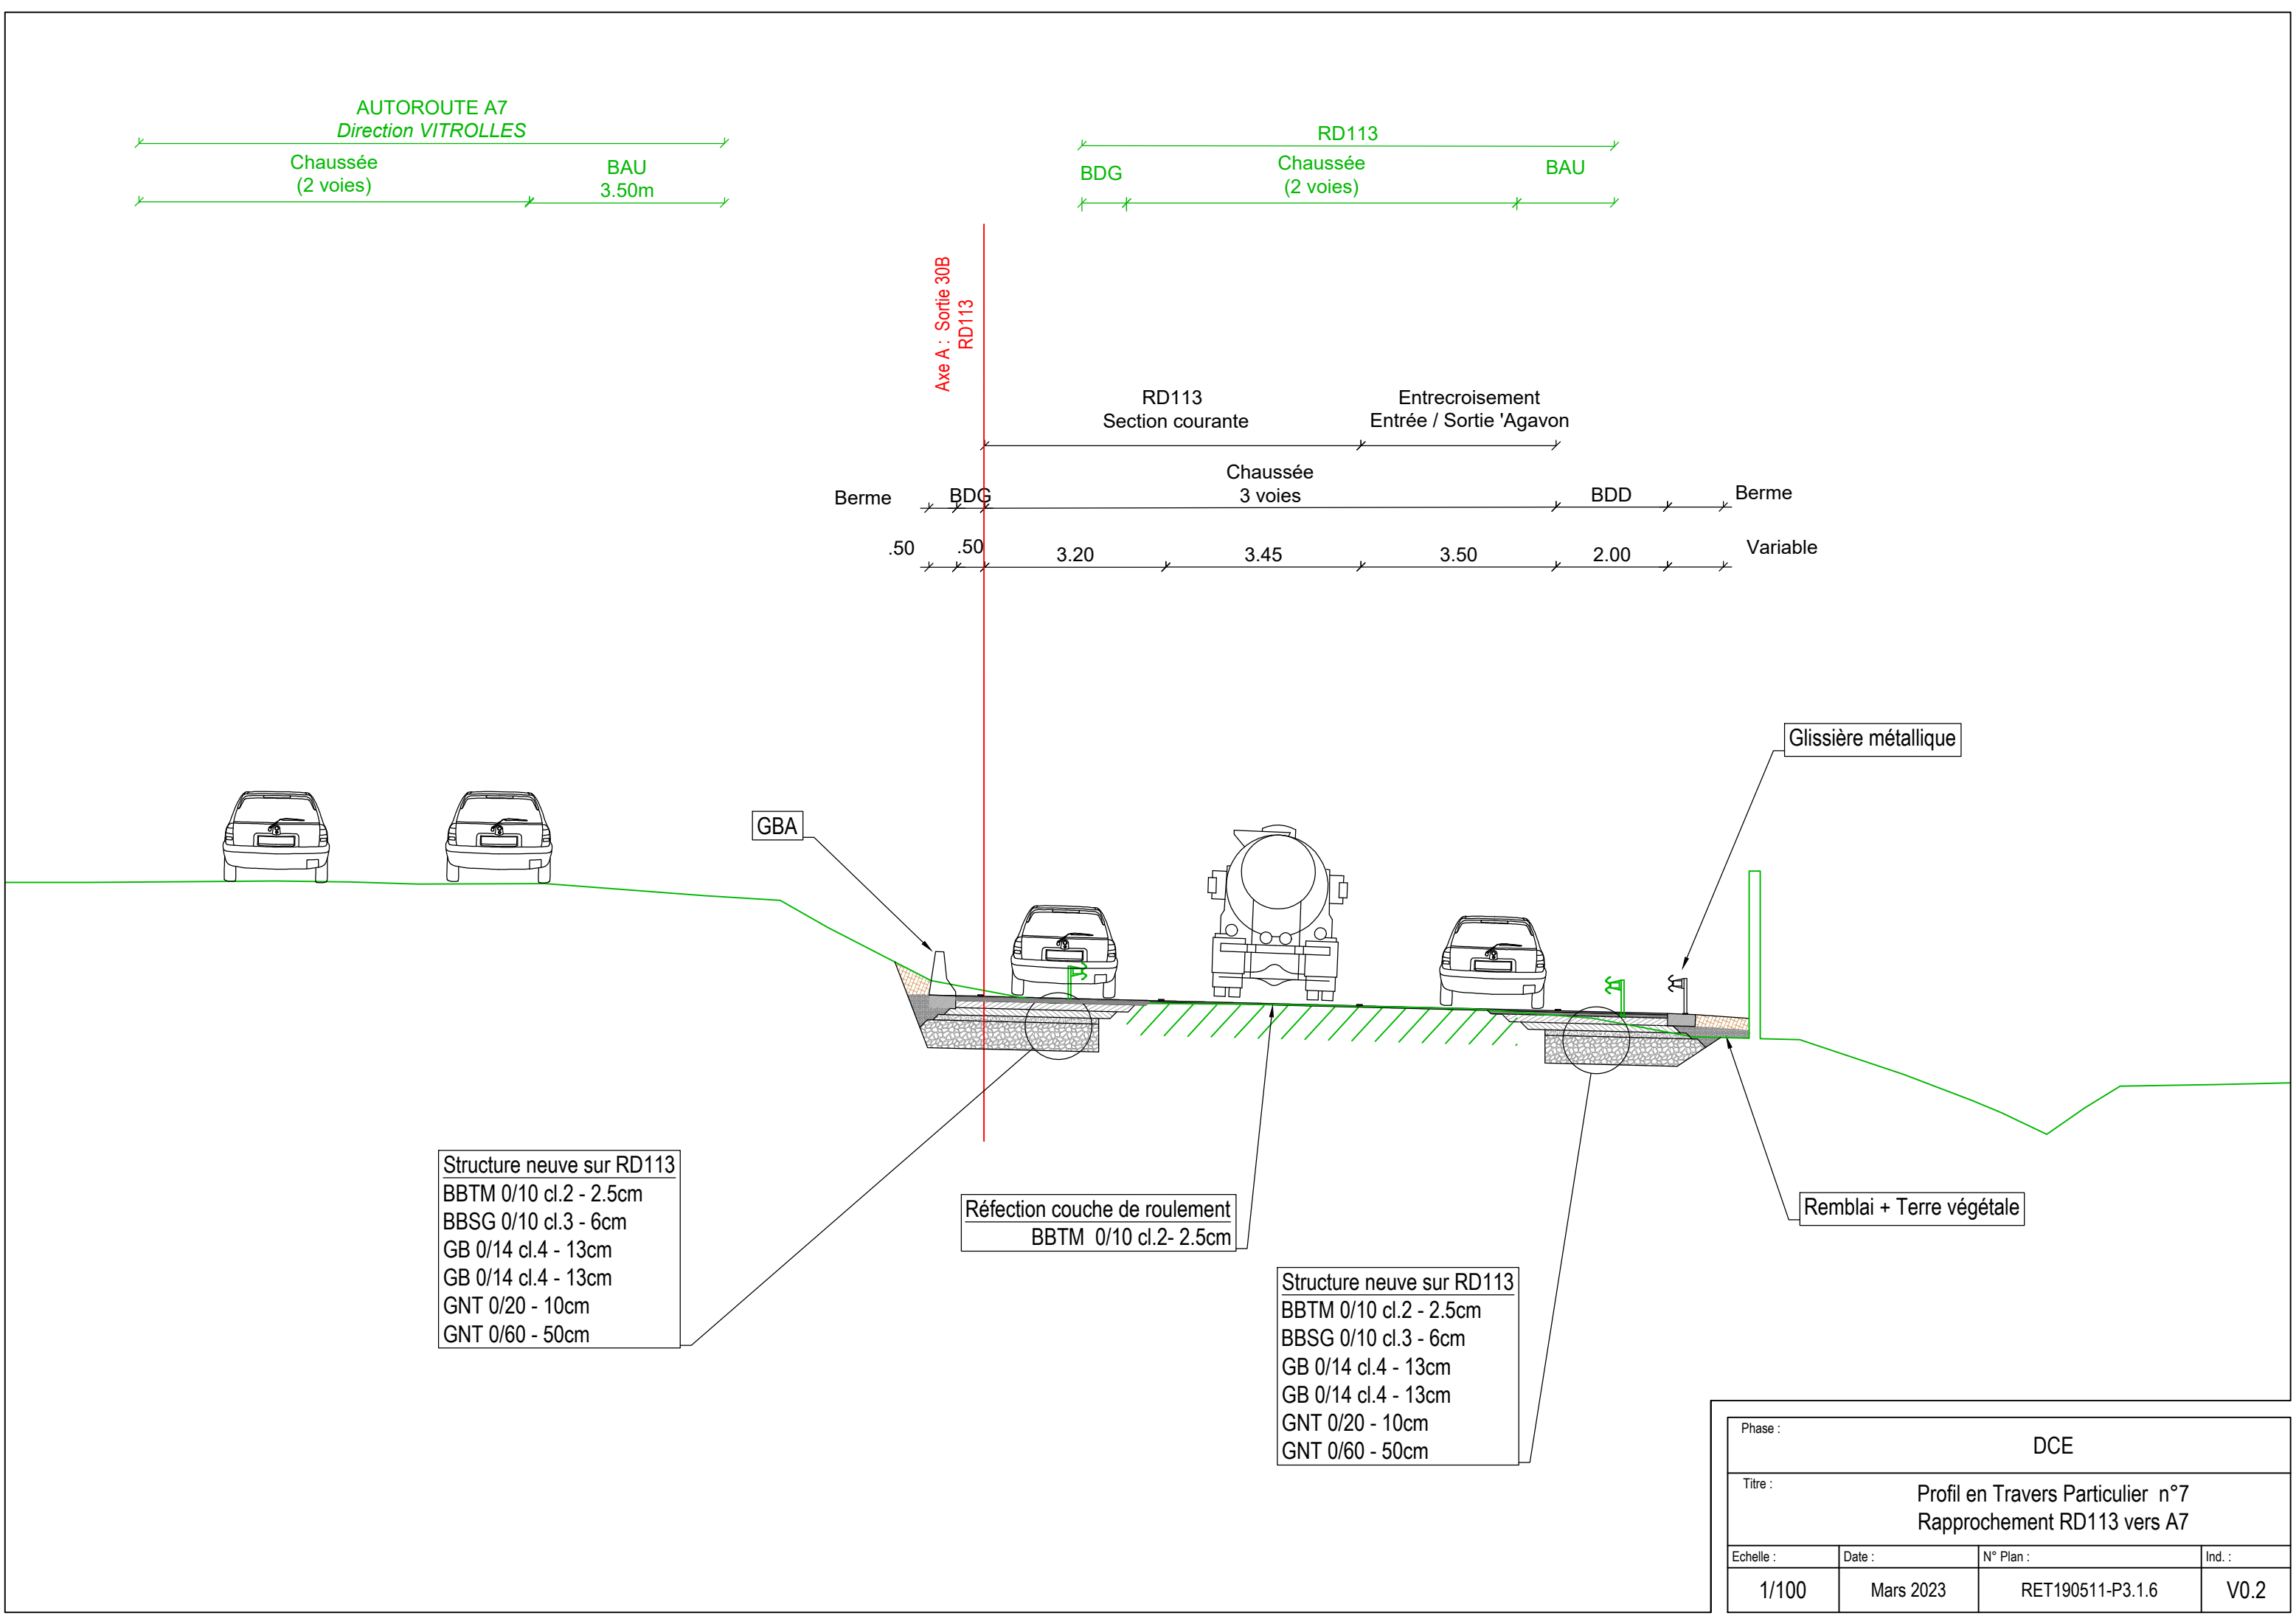 AUTOROUTE A7
Direction VITROLLES
Chaussée
(2 voies)
BAU
3.50m
RD113
BDG
Chaussée
(2 voies)
BAU
Axe A : Sortie 30B
RD113
RD113
Section courante
Entrecroisement
Entrée / Sortie 'Agavon
Berme
BDG
Chaussée
3 voies
BDD
Berme
.50
.50
3.20
3.45
3.50
2.00
Variable
Glissière métallique
GBA
Structure neuve sur RD113
BBTM 0/10 cl.2 - 2.5cm
BBSG 0/10 cl.3 - 6cm
GB 0/14 cl.4 - 13cm
GB 0/14 cl.4 - 13cm
GNT 0/20 - 10cm
GNT 0/60 - 50cm
Réfection couche de roulement
BBTM 0/10 cl.2- 2.5cm
Remblai + Terre végétale
Structure neuve sur RD113
BBTM 0/10 cl.2 - 2.5cm
BBSG 0/10 cl.3 - 6cm
GB 0/14 cl.4 - 13cm
GB 0/14 cl.4 - 13cm
GNT 0/20 - 10cm
GNT 0/60 - 50cm
Phase :
DCE
Titre :
Profil en Travers Particulier n°7
Rapprochement RD113 vers A7
Echelle :
Date :
N° Plan :
Ind. :
1/100
Mars 2023
RET190511-P3.1.6
V0.2